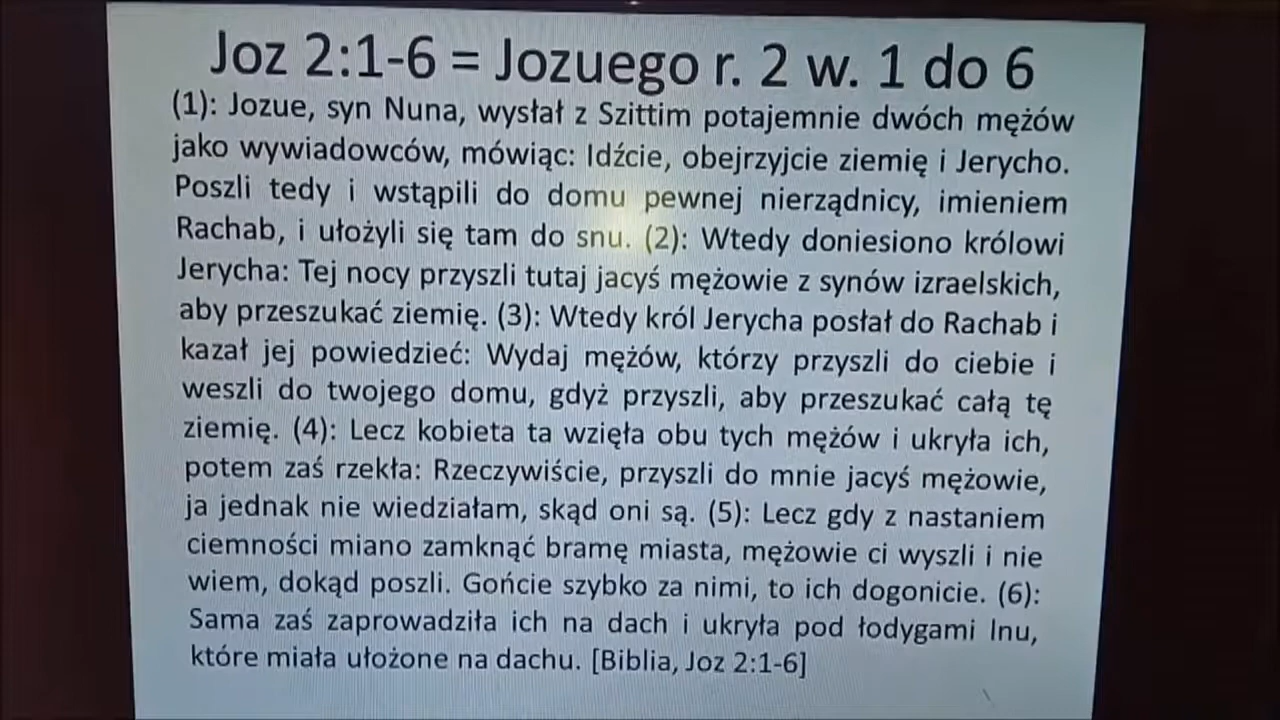 Joz 2:1-6 = Jozuego r. 2 w. 1 do 6
(1): Jozue, syn Nuna, wysłał z Szittim potajemnie dwóch mężów
jako wywiadowców, mówiąc: Idźcie, obejrzyjcie ziemię i Jerycho.
Poszli tedy i wstąpili do domu pewnej nierządnicy, imieniem
Rachab, i ułożyli się tam do snu. (2): Wtedy doniesiono królowi
Jerycha: Tej nocy przyszli tutaj jacyś mężowie z synów izraelskich,
aby przeszukać ziemię. (3): Wtedy król Jerycha posłał do Rachab i
kazał jej powiedzieć: Wydaj mężów, którzy przyszli do ciebie i
weszli do twojego domu, gdyż przyszli, aby przeszukać całą tę
ziemię. (4): Lecz kobieta ta wzięła obu tych mężów i ukryła ich,
potem zaś rzekła: Rzeczywiście, przyszli do mnie jacyś mężowie,
ja jednak nie wiedziałam, skąd oni są. (5): Lecz gdy z nastaniem
ciemności miano zamknąć bramę miasta, mężowie ci wyszli i nie
wiem, dokąd poszli. Gońcie szybko za nimi, to ich dogonicie. (6):
Sama zaś zaprowadziła ich na dach i ukryła pod łodygami lnu,
które miała ułożone na dachu. [Biblia, Joz 2:1-6]